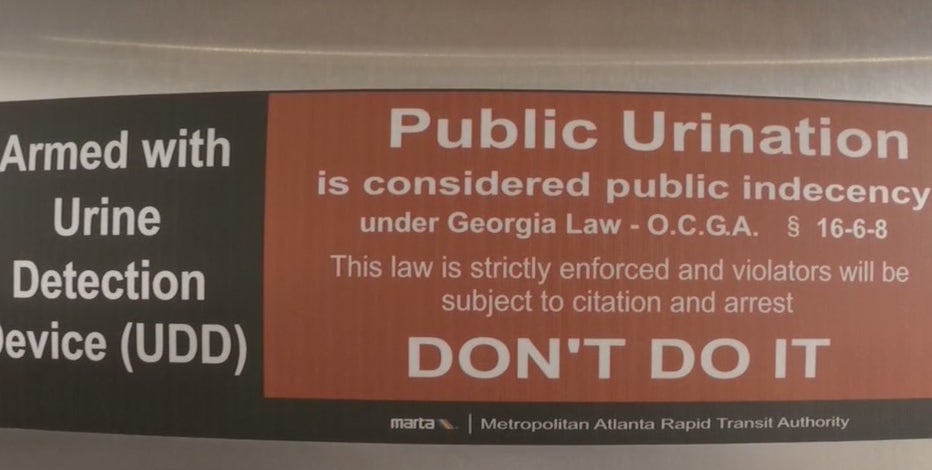 Armed with
Urine
Detection
Device (UDD)
Public Urination
is considered public indecency
under Georgia Law - O.C.G.A. § 16-6-8
This law is strictly enforced and violators will be
subject to citation and arrest
DON'T DO IT
marta | Metropolitan Atlanta Rapid Transit Authority